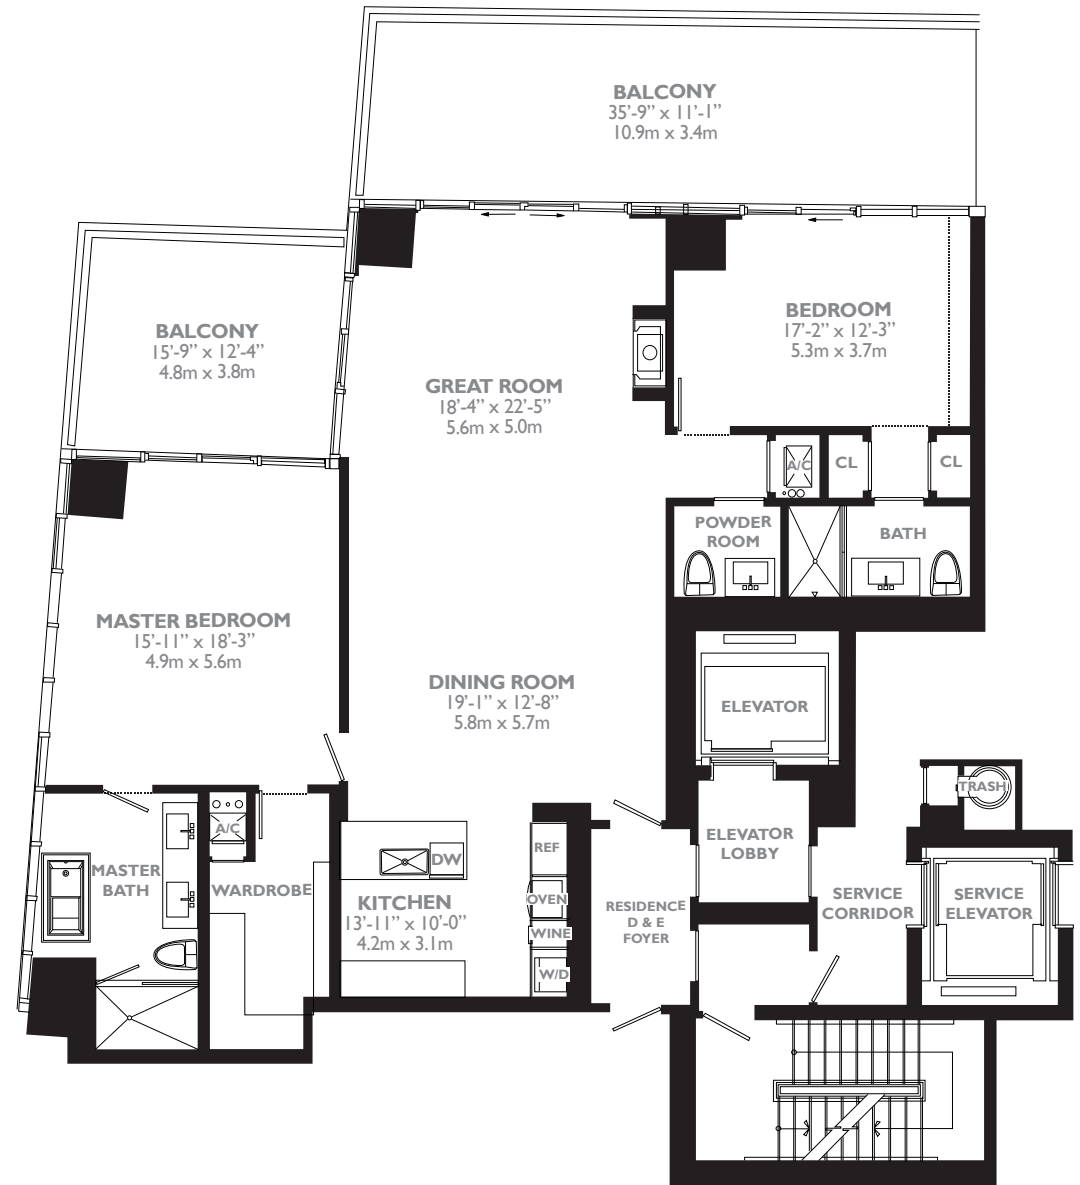 BALCONY
35’-9” x 11’-1”
10.9m x 3.4m
BALCONY
15’-9” x 12’-4”
4.8m x 3.8m
BEDROOM
17’-2” x 12’-3”
5.3m x 3.7m
GREAT ROOM
18’-4” x 22’-5”
5.6m x 5.0m
A/C
CL
CL
POWDER
ROOM
BATH
MASTER BEDROOM
15’-11” x 18’-3”
4.9m x 5.6m
DINING ROOM
19’-1” x 12’-8”
5.8m x 5.7m
ELEVATOR
TRASH
A/C
ELEVATOR
LOBBY
REF
DW
MASTER
BATH
WARDROBE
KITCHEN
13’-11” x 10’-0”
4.2m x 3.1m
OVEN
WINE
W/D
RESIDENCE
D & E
FOYER
SERVICE
CORRIDOR
SERVICE
ELEVATOR